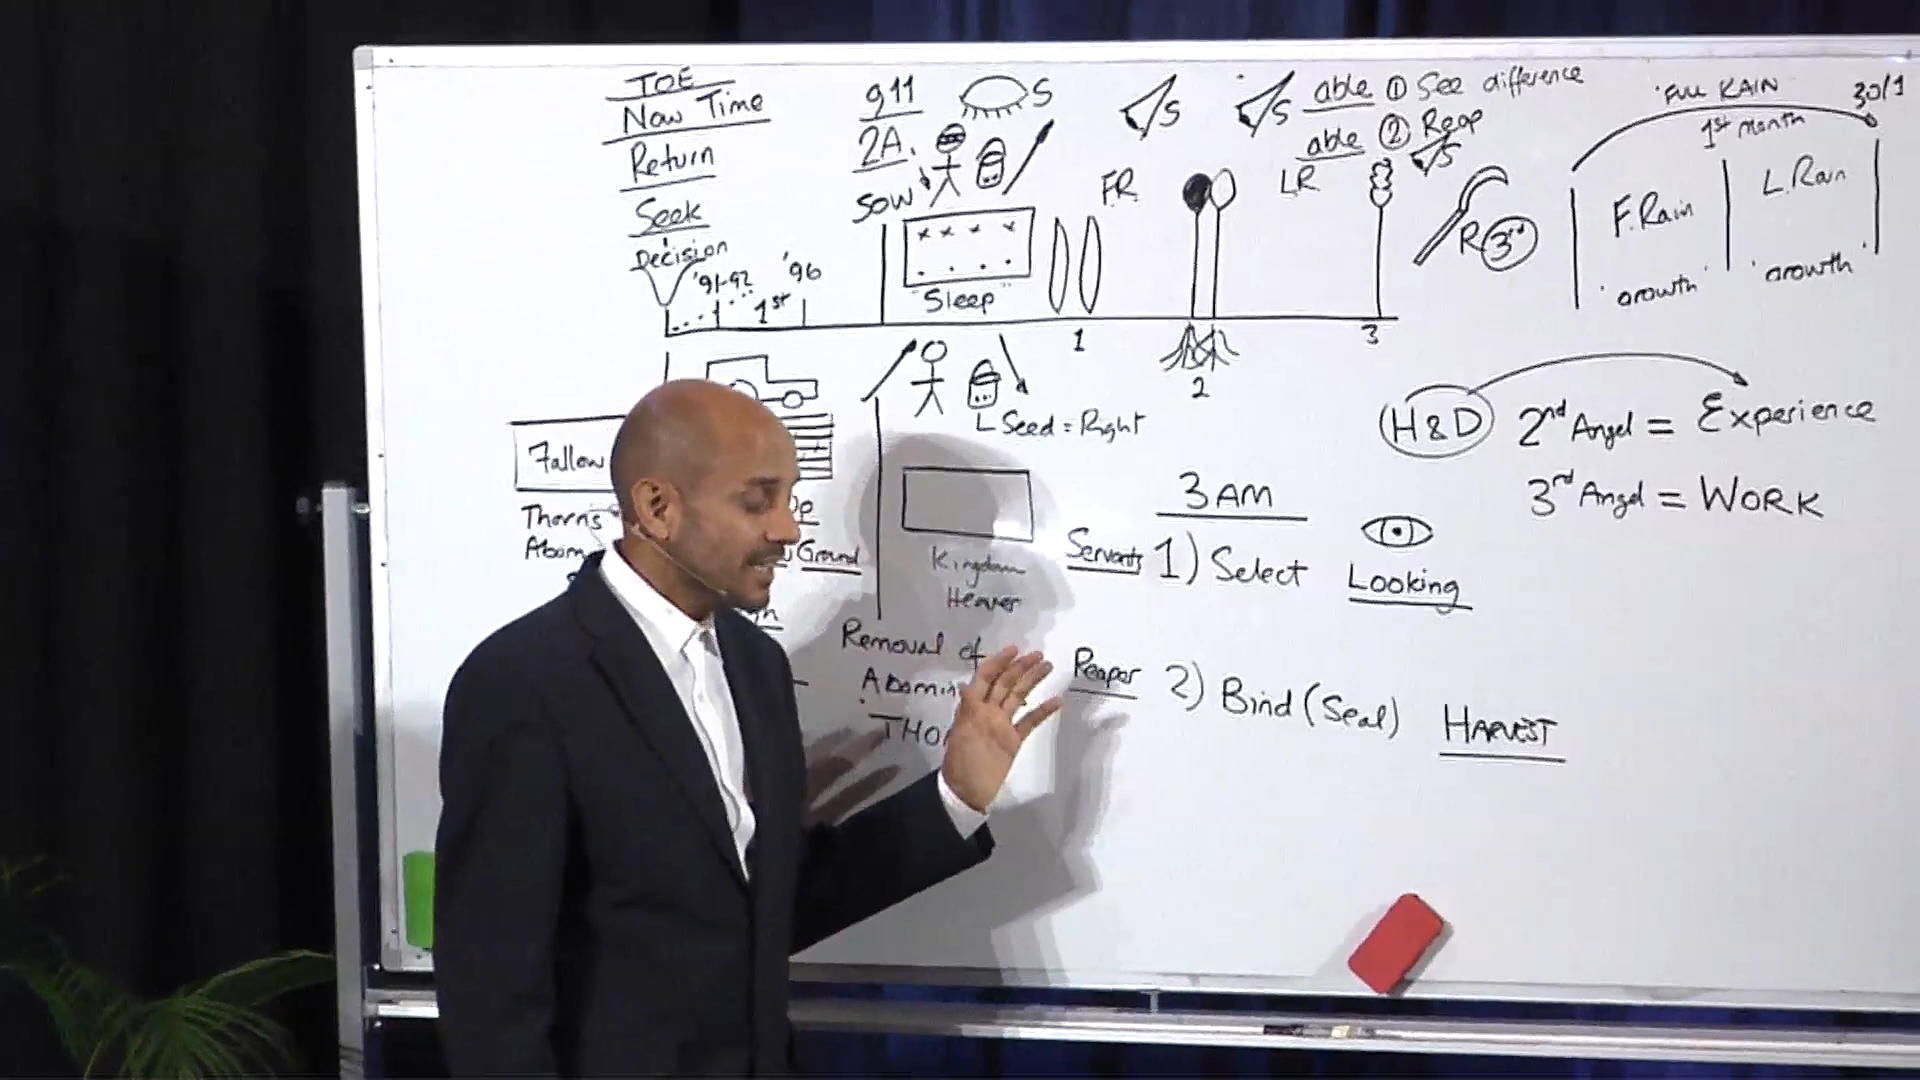 TOE
Now Time
Return
Seek
Decision
'91-92
'96
1st
911
2A.
SOW
S
"Sleep"
FR
S
S
able ① See difference
able ② Reap
S
LR
R 3rd
1
2
3
Full RAIN
30/1
1st Month
F. Rain
L. Rain
Growth
Growth
Seed = Right
Fallow
Thorns
Abom
Ground
Kingdom
Heaven
Removal of
Abomin
THO
H&D
2nd Angel = Experience
3rd Angel = WORK
3 AM
Servants 1) Select
Looking
Reaper 2) Bind (Seal)
HARVEST